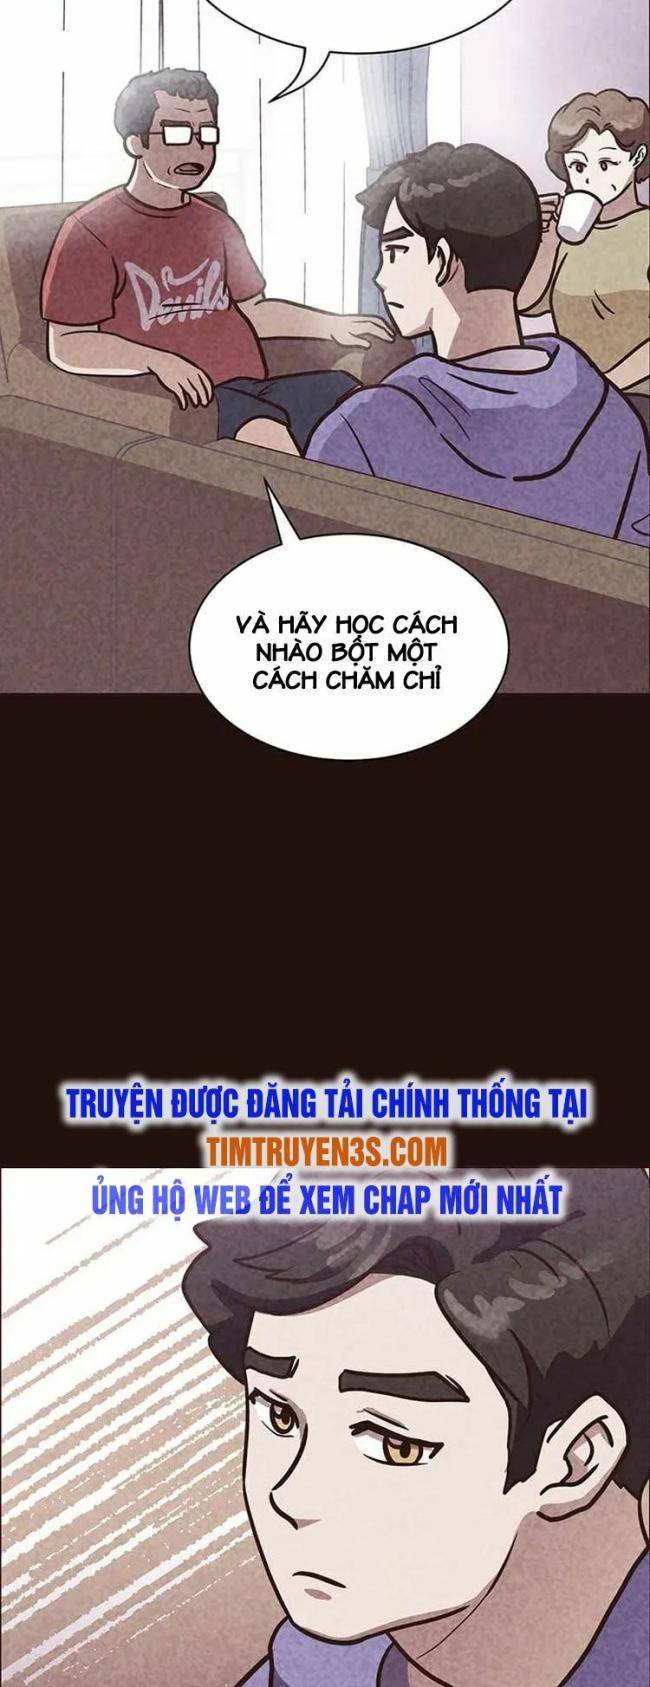 Devils
VÀ HÃY HỌC CÁCH
NHÀO BỘT MỘT
CÁCH CHĂM CHỈ
TRUYỆN ĐƯỢC ĐĂNG TẢI CHÍNH THỐNG TẠI
TIMTRUYEN3S.COM
ỦNG HỘ WEB ĐỂ XEM CHAP MỚI NHẤT